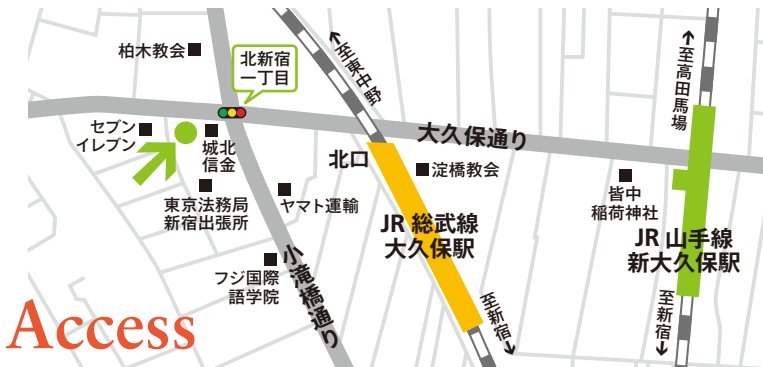 柏木教会
北新宿
一丁目
←至東中野
←至高田馬場
セブン
イレブン
城北
信金
大久保通り
北口
淀橋教会
東京法務局
新宿出張所
ヤマト運輸
皆中
稲荷神社
JR 総武線
大久保駅
JR 山手線
新大久保駅
フジ国際
語学院
小滝橋通り
至新宿→
至新宿→
Access